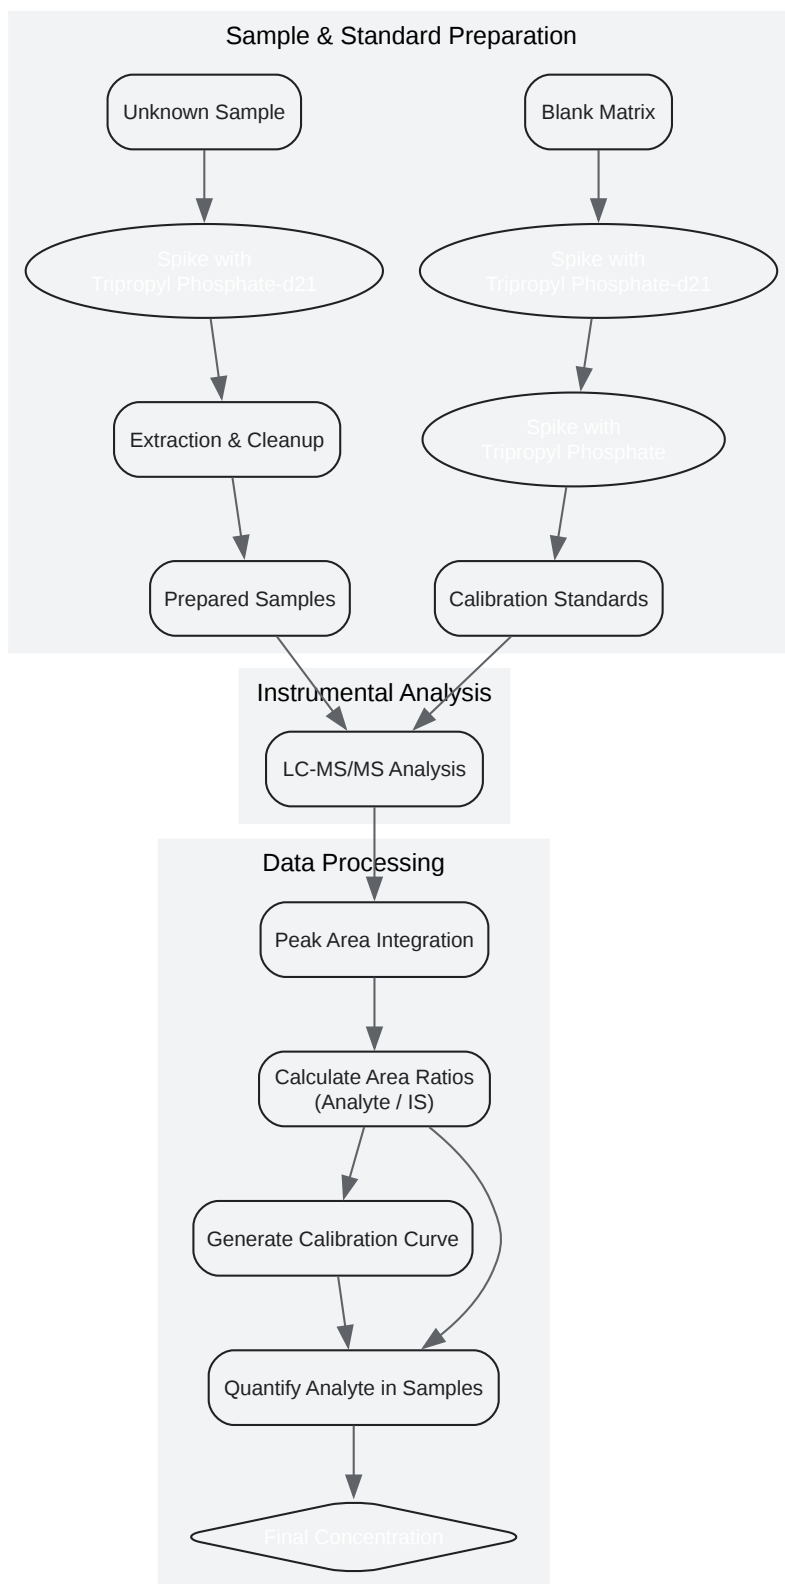 Sample & Standard Preparation
Unknown Sample
Blank Matrix
Spike with
Tripropyl Phosphate-d21
Spike with
Tripropyl Phosphate-d21
Extraction & Cleanup
Spike with
Tripropyl Phosphate
Prepared Samples
Calibration Standards
Instrumental Analysis
LC-MS/MS Analysis
Data Processing
Peak Area Integration
Calculate Area Ratios
(Analyte / IS)
Generate Calibration Curve
Quantify Analyte in Samples
Final Concentration